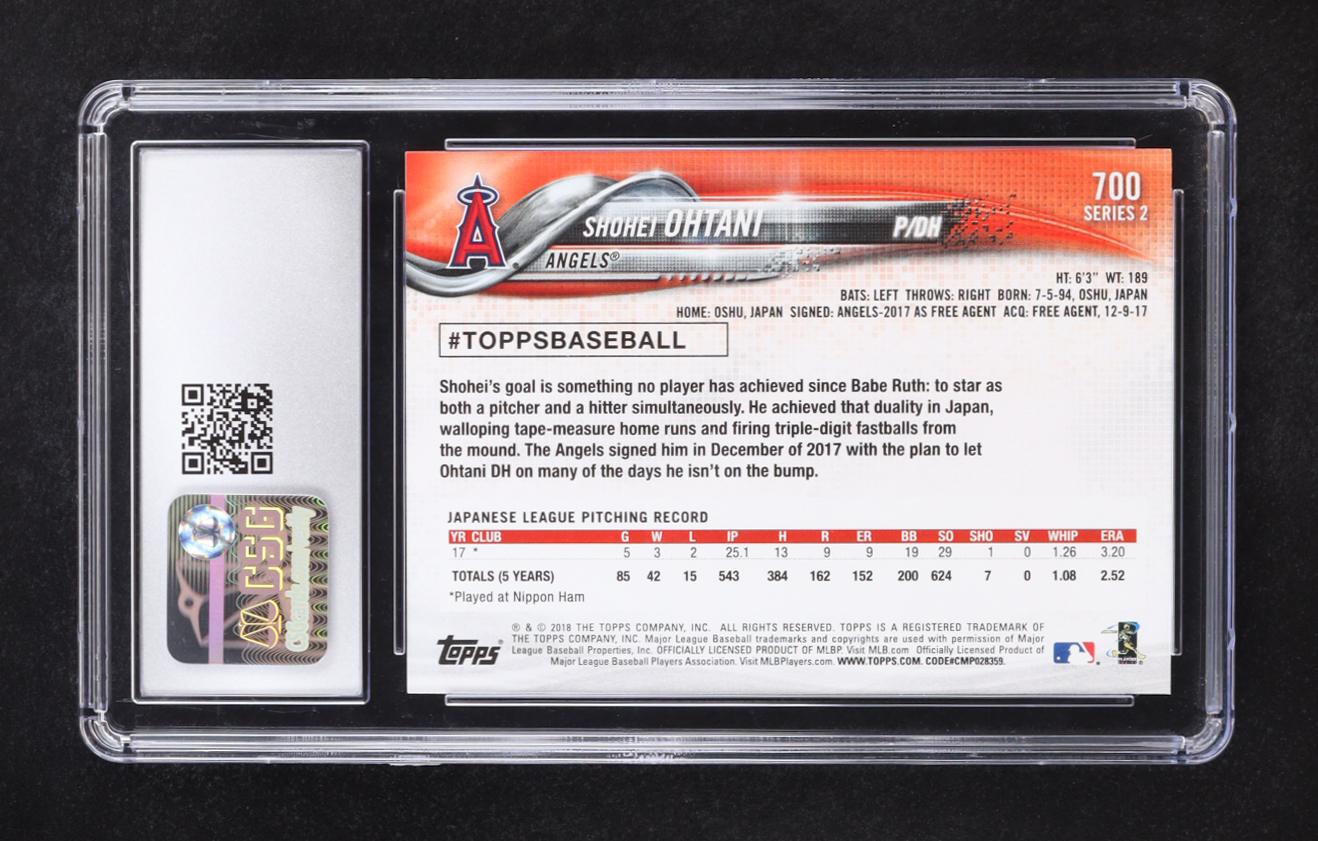 700
SERIES 2
SHOHEI OHTANI
P/DH
ANGELS®
A
HT: 6'3" WT: 189
BATS: LEFT THROWS: RIGHT BORN: 7-5-94, OSHU, JAPAN
HOME: OSHU, JAPAN SIGNED: ANGELS-2017 AS FREE AGENT ACQ: FREE AGENT, 12-9-17
#TOPPSBASEBALL
Shohei's goal is something no player has achieved since Babe Ruth: to star as
both a pitcher and a hitter simultaneously. He achieved that duality in Japan,
walloping tape-measure home runs and firing triple-digit fastballs from
the mound. The Angels signed him in December of 2017 with the plan to let
Ohtani DH on many of the days he isn't on the bump.
JAPANESE LEAGUE PITCHING RECORD
YR CLUB G W L IP H R ER BB SO SHO SV WHIP ERA
17 * 5 3 2 25.1 13 9 9 19 29 1 0 1.26 3.20
TOTALS (5 YEARS) 85 42 15 543 384 162 152 200 624 7 0 1.08 2.52
*Played at Nippon Ham
® & © 2018 THE TOPPS COMPANY, INC. ALL RIGHTS RESERVED. TOPPS IS A REGISTERED TRADEMARK OF
THE TOPPS COMPANY, INC. Major League Baseball trademarks and copyrights are used with permission of Major
League Baseball Properties, Inc. OFFICIALLY LICENSED PRODUCT OF MLBP. Visit MLB.com Officially Licensed Product of
Major League Baseball Players Association. Visit MLBPlayers.com. WWW.TOPPS.COM. CODE#CMP028359.
topps®
CSG